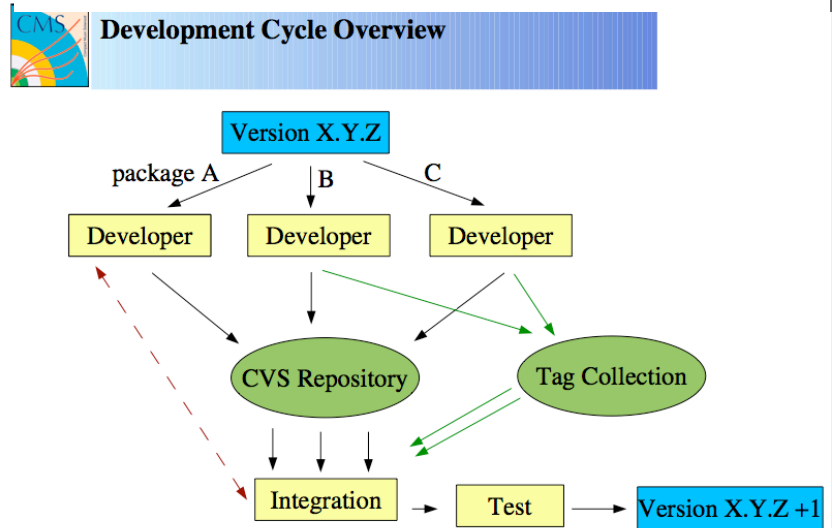 CMS
Development Cycle Overview
Version X.Y.Z
package A
B
C
Developer
Developer
Developer
CVS Repository
Tag Collection
Integration
Test
Version X.Y.Z +1